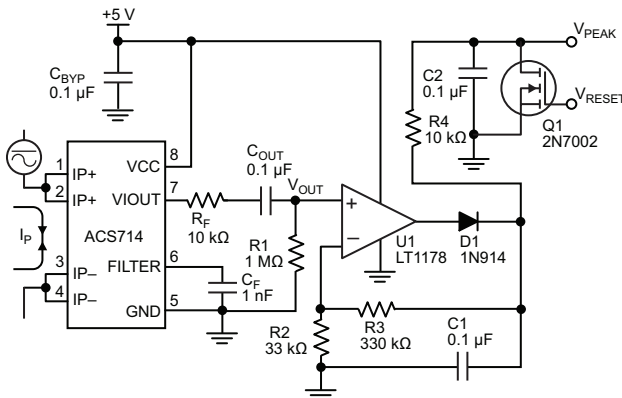 +5 V
CBYP
0.1 µF
1
IP+
2
IP+
IP
3
IP–
4
IP–
VCC
8
VIOUT
7
ACS714
FILTER
6
GND
5
RF
10 kΩ
COUT
0.1 µF
VOUT
R1
1 MΩ
CF
1 nF
+
–
U1
LT1178
D1
1N914
R2
33 kΩ
R3
330 kΩ
C1
0.1 µF
R4
10 kΩ
C2
0.1 µF
VPEAK
VRESET
Q1
2N7002